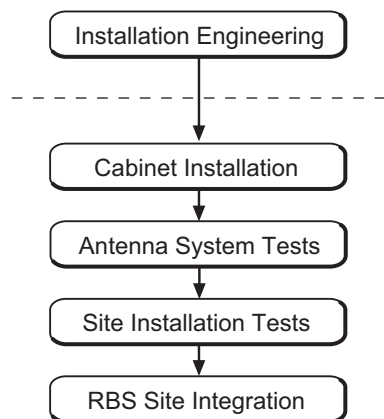 Installation Engineering
Cabinet Installation
Antenna System Tests
Site Installation Tests
RBS Site Integration